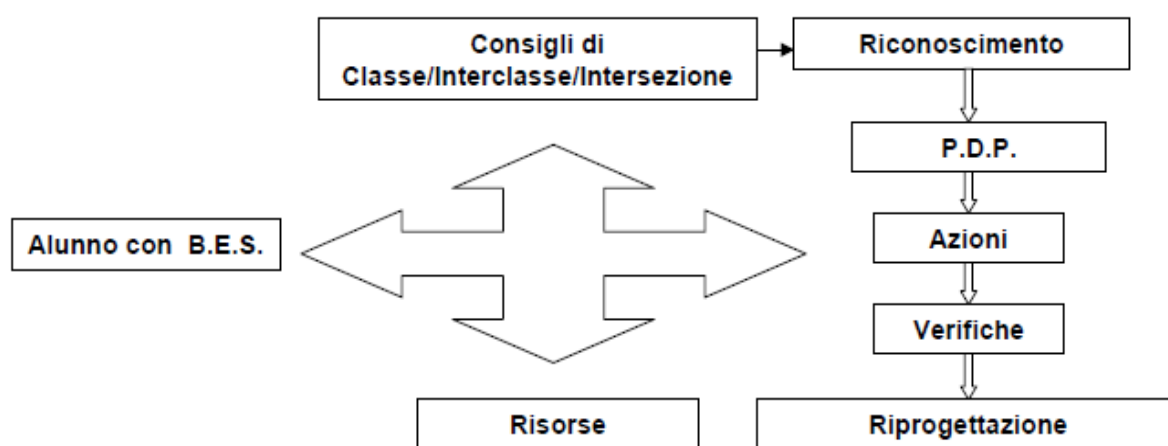 Consigli di
Classe/Interclasse/Intersezione
Riconoscimento
P.D.P.
Alunno con B.E.S.
Azioni
Verifiche
Risorse
Riprogettazione